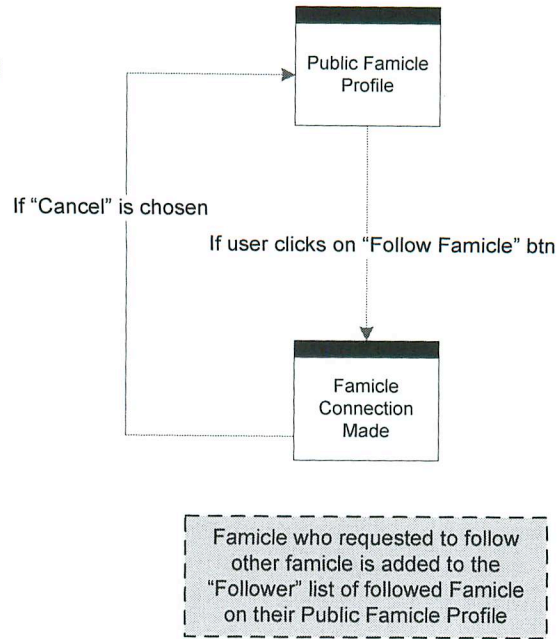 Public Famicle
Profile
If “Cancel” is chosen
If user clicks on “Follow Famicle” btn
Famicle
Connection
Made
Famicle who requested to follow
other famicle is added to the
“Follower” list of followed Famicle
on their Public Famicle Profile